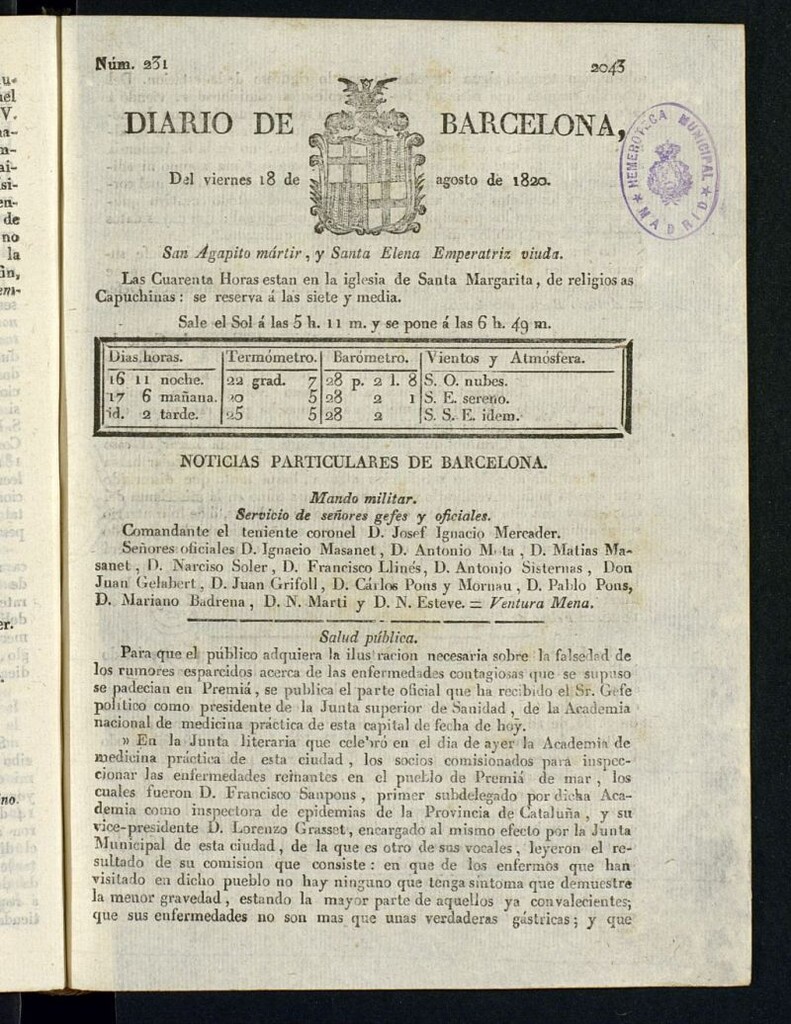 Núm. 231 2043
DIARIO DE BARCELONA,
Del viernes 18 de agosto de 1820.
HEMEROTECA MUNICIPAL
★ MADRID ★
San Agapito mártir, y Santa Elena Emperatriz viuda.
Las Cuarenta Horas estan en la iglesia de Santa Margarita, de religiosas
Capuchinas: se reserva á las siete y media.
Sale el Sol á las 5 h. 11 m. y se pone á las 6 h. 49 m.
Dias horas. Termómetro. Barómetro. Vientos y Atmósfera.
16 11 noche. 22 grad. 7 28 p. 2 l. 8 S. O. nubes.
17 6 mañana. 20 5 28 2 1 S. E. sereno.
id. 2 tarde. 25 5 28 2 S. S. E. idem.
NOTICIAS PARTICULARES DE BARCELONA.
Mando militar.
Servicio de señores gefes y oficiales.
Comandante el teniente coronel D. Josef Ignacio Mercader.
Señores oficiales D. Ignacio Masanet, D. Antonio Mota, D. Matias Ma-
sanet, D. Narciso Soler, D. Francisco Llinés, D. Antonio Sisternas, Don
Juan Gelabert, D. Juan Grifoll, D. Cárlos Pons y Mornau, D. Pablo Pons,
D. Mariano Badrena, D. N. Marti y D. N. Esteve. = Ventura Mena.
Salud pública.
Para que el público adquiera la ilustracion necesaria sobre la falsedad de
los rumores esparcidos acerca de las enfermedades contagiosas que se supuso
se padecian en Premiá, se publica el parte oficial que ha recibido el Sr. Gefe
político como presidente de la Junta superior de Sanidad, de la Academia
nacional de medicina práctica de esta capital de fecha de hoy.
» En la Junta literaria que celebró en el dia de ayer la Academia de
medicina práctica de esta ciudad, los socios comisionados para inspec-
cionar las enfermedades reinantes en el pueblo de Premiá de mar, los
cuales fueron D. Francisco Sanpons, primer subdelegado por dicha Aca-
demia como inspectora de epidemias de la Provincia de Cataluña, y su
vice-presidente D. Lorenzo Grasset, encargado al mismo efecto por la Junta
Municipal de esta ciudad, de la que es otro de sus vocales, leyeron el re-
sultado de su comision que consiste: en que de los enfermos que han
visitado en dicho pueblo no hay ninguno que tenga síntoma que demuestre
la menor gravedad, estando la mayor parte de aquellos ya convalecientes;
que sus enfermedades no son mas que unas verdaderas gástricas; y que